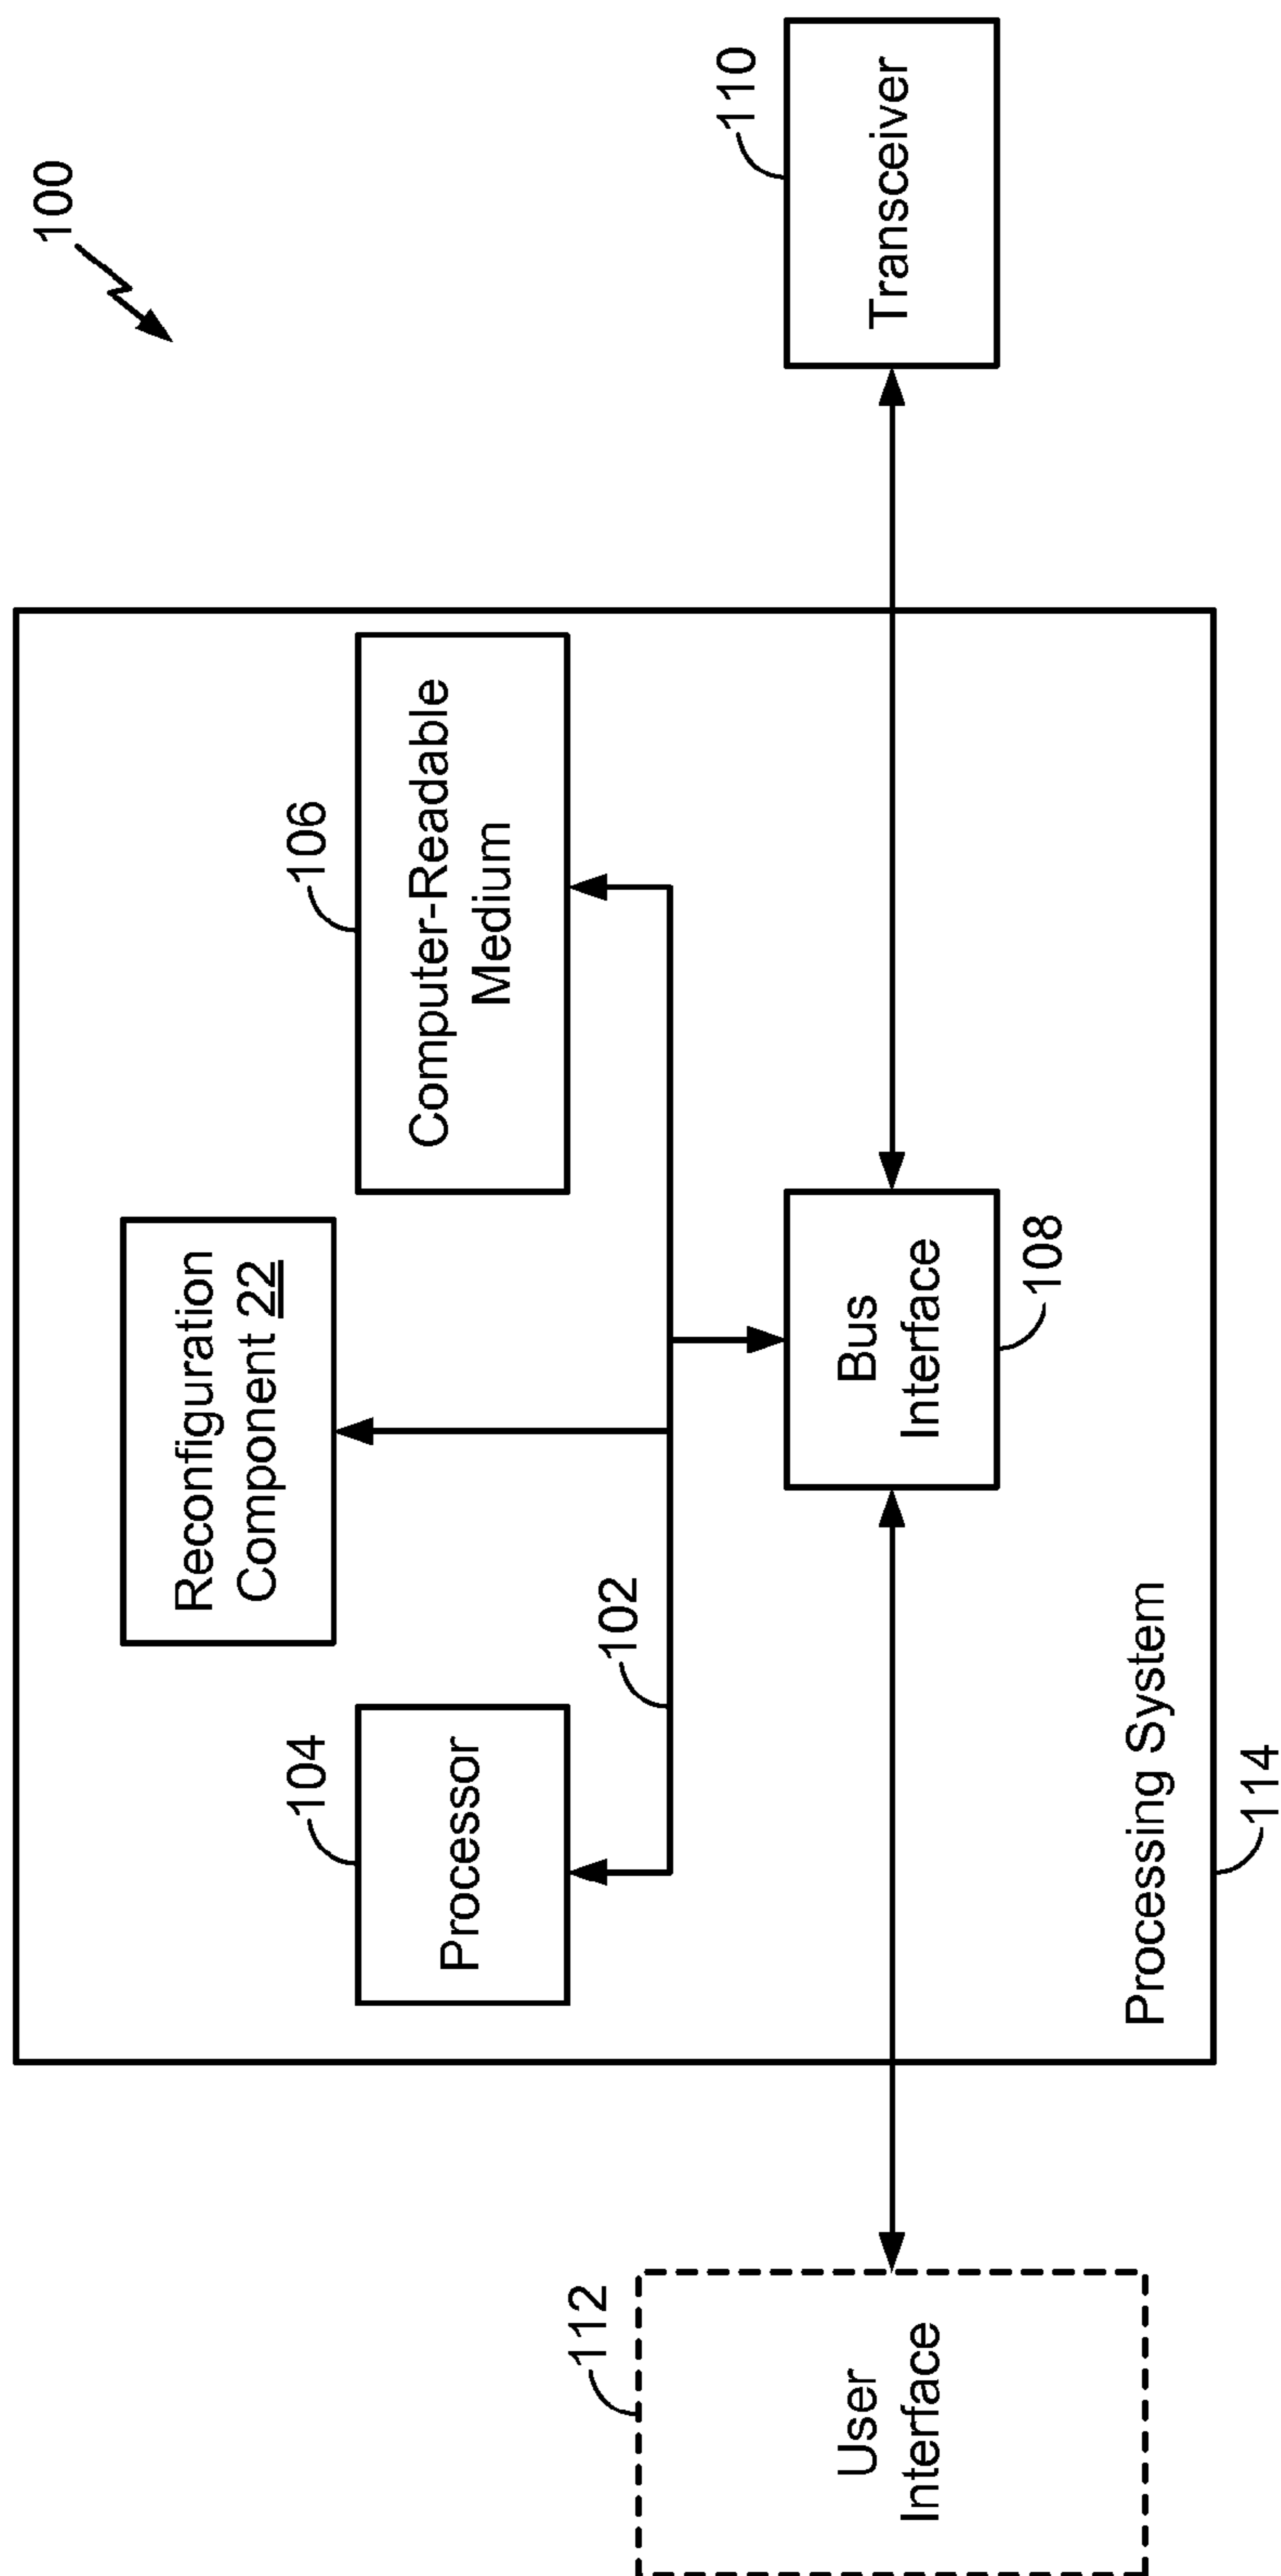 100
110
Transceiver
106
Computer-Readable
Medium
Reconfiguration
Component 22
104
Processor
102
Bus
Interface
108
Processing System
114
112
User
Interface